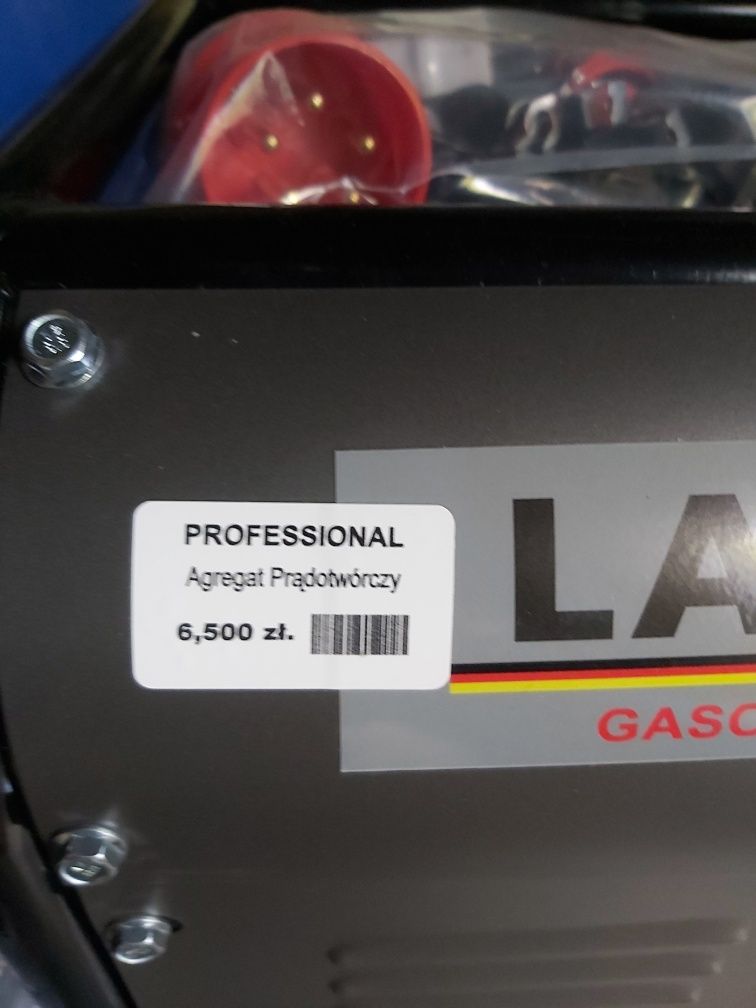 PROFESSIONAL
Agregat Prądotwórczy
6,500 zł.
LA
GASO